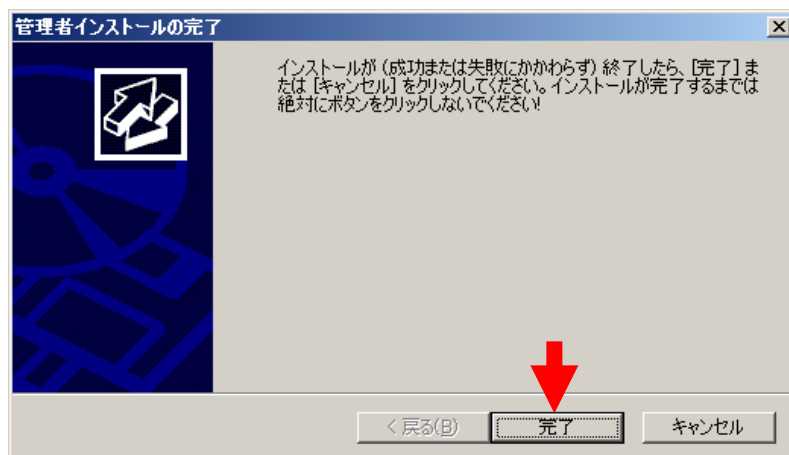 管理者インストールの完了
インストールが (成功または失敗にかかわらず) 終了したら、[完了] ま
たは [キャンセル] をクリックしてください。インストールが完了するまでは
絶対にボタンをクリックしないでください!
< 戻る(B)
完了
キャンセル